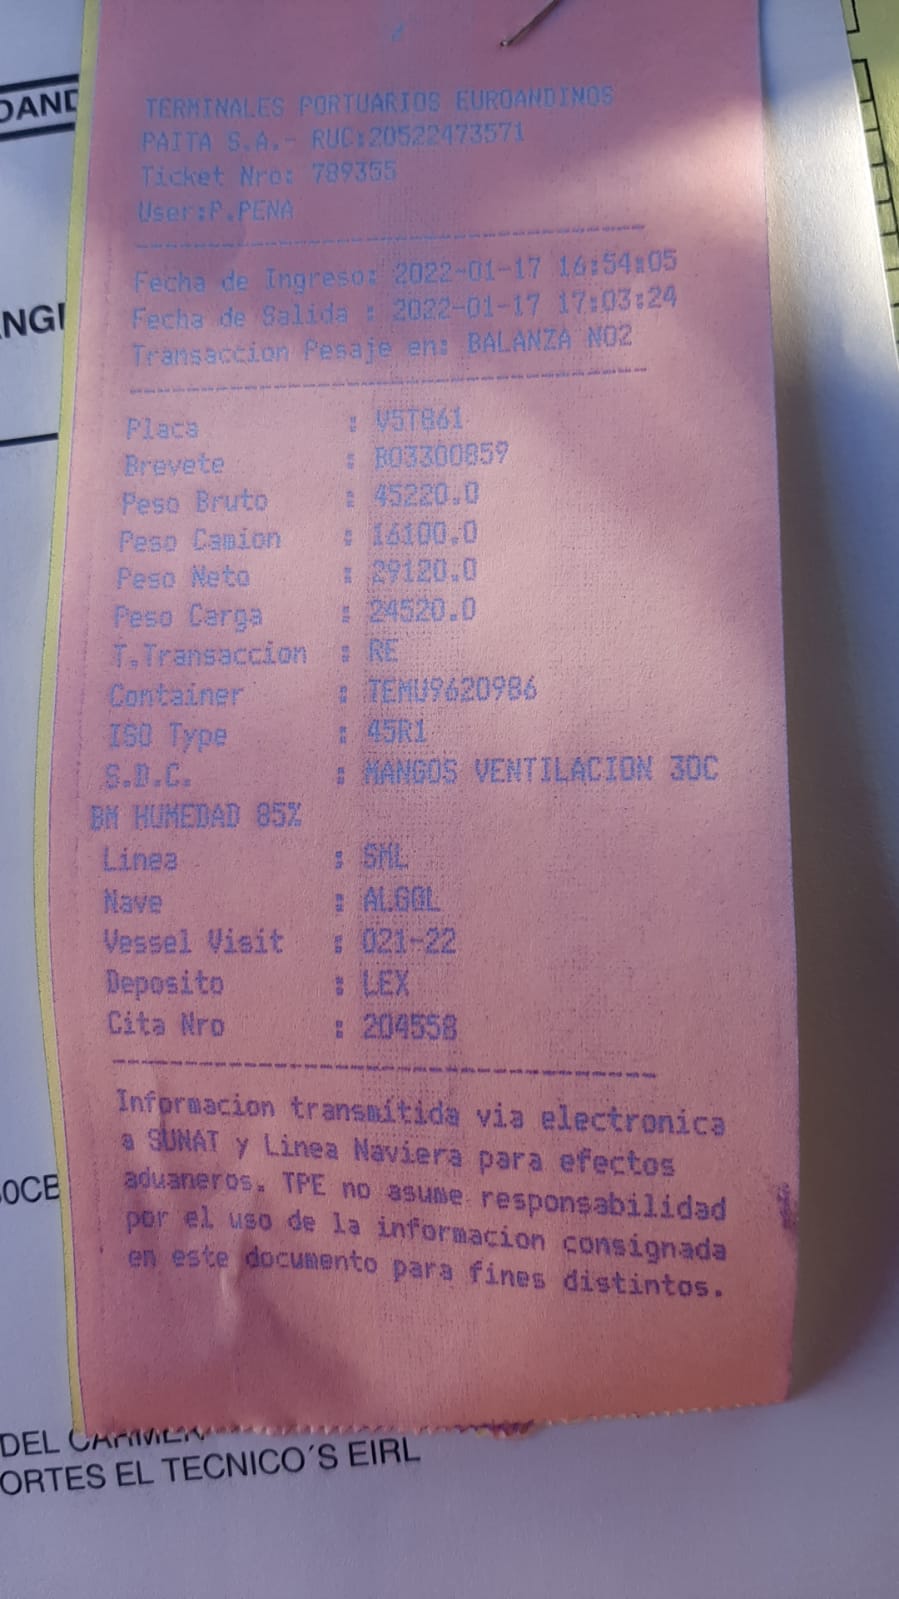 TERMINALES PORTUARIOS EUROANDINOS
PAITA S.A.- RUC:20522473571
Ticket Nro: 789355
User:P.PENA
Fecha de Ingreso: 2022-01-17 16:54:05
Fecha de Salida : 2022-01-17 17:03:24
Transaccion Pesaje en: BALANZA NO2
Placa : V5T861
Brevete : B03300859
Peso Bruto : 45220.0
Peso Camion : 16100.0
Peso Neto : 29120.0
Peso Carga : 24520.0
T.Transaccion : RE
Container : TEMU9620986
ISO Type : 45R1
S.D.C. : MANGOS VENTILACION 30C
BM HUMEDAD 85%
Linea : SML
Nave : ALGOL
Vessel Visit : 021-22
Deposito : LEX
Cita Nro : 204558
Informacion transmitida via electronica
a SUNAT y Linea Naviera para efectos
aduaneros. TPE no asume responsabilidad
por el uso de la informacion consignada
en este documento para fines distintos.
DEL CARMEN
ORTES EL TECNICO´S EIRL